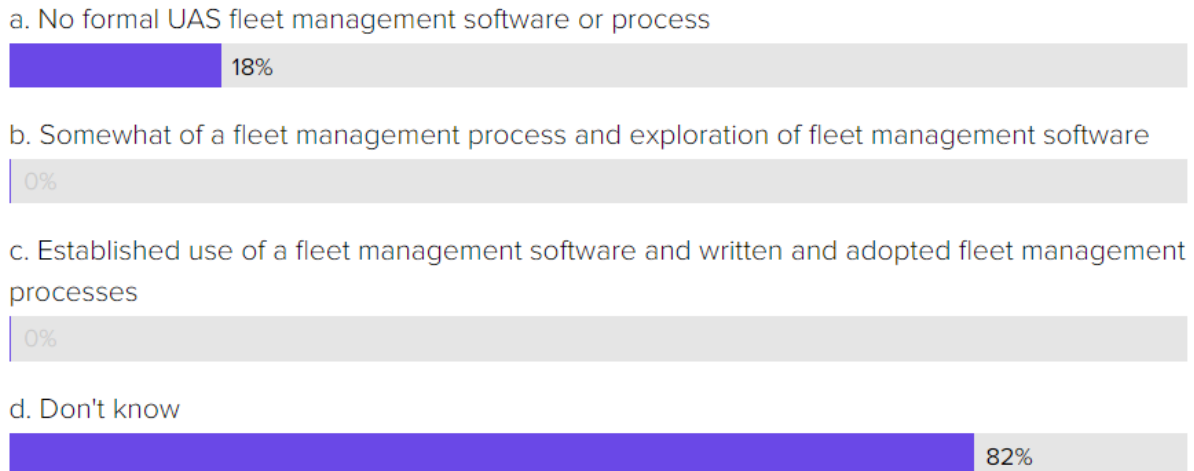 a. No formal UAS fleet management software or process
18%
b. Somewhat of a fleet management process and exploration of fleet management software
0%
c. Established use of a fleet management software and written and adopted fleet management
processes
0%
d. Don't know
82%